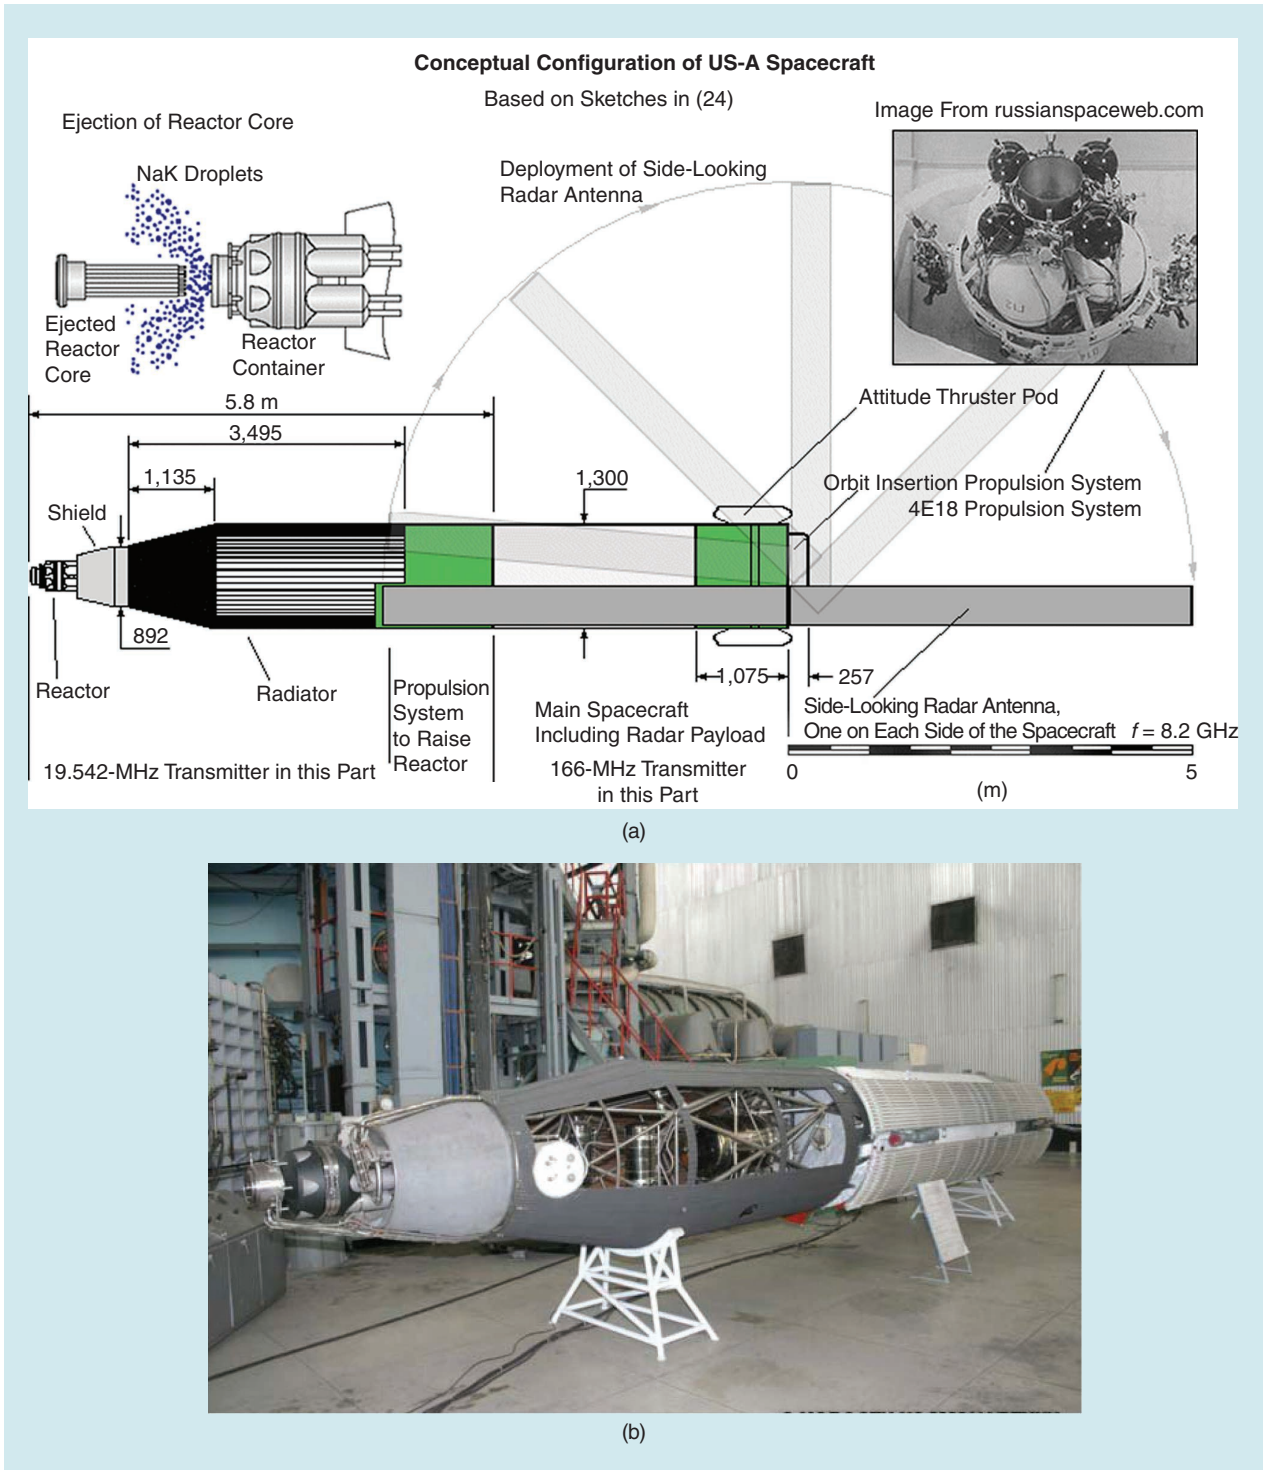 Conceptual Configuration of US-A Spacecraft
Based on Sketches in (24)
Image From russianspaceweb.com
Ejection of Reactor Core
NaK Droplets
Deployment of Side-Looking
Radar Antenna
Ejected
Reactor
Core
Reactor
Container
5.8 m
3,495
1,135
1,300
Attitude Thruster Pod
Orbit Insertion Propulsion System
4E18 Propulsion System
Shield
892
Reactor
Radiator
Propulsion
System
to Raise
Reactor
1,075
257
Main Spacecraft
Including Radar Payload
Side-Looking Radar Antenna,
One on Each Side of the Spacecraft f = 8.2 GHz
19.542-MHz Transmitter in this Part
166-MHz Transmitter
in this Part
0
5
(m)
(a)
(b)